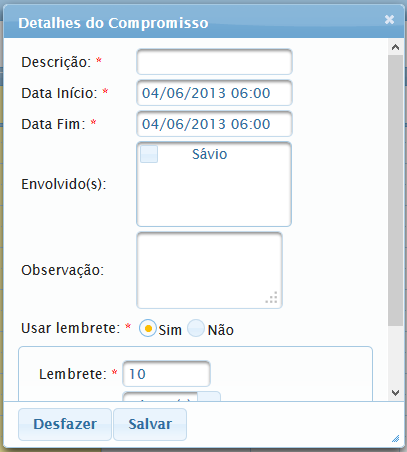 Detalhes do Compromisso
Descrição: *
Data Início: * 04/06/2013 06:00
Data Fim: * 04/06/2013 06:00
Sávio
Envolvido(s):
Observação:
Usar lembrete: * Sim Não
Lembrete: * 10
Desfazer Salvar